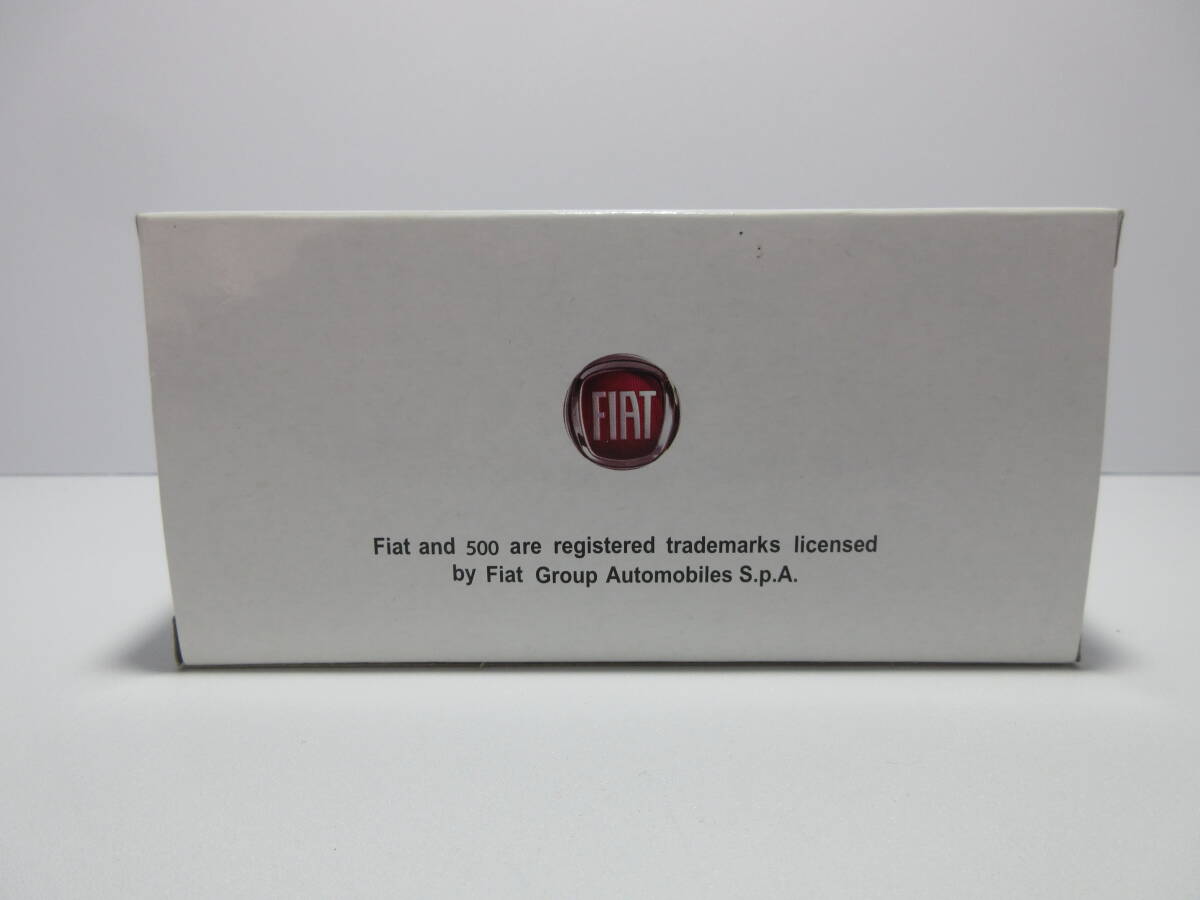 FIAT
Fiat and 500 are registered trademarks licensed
by Fiat Group Automobiles S.p.A.